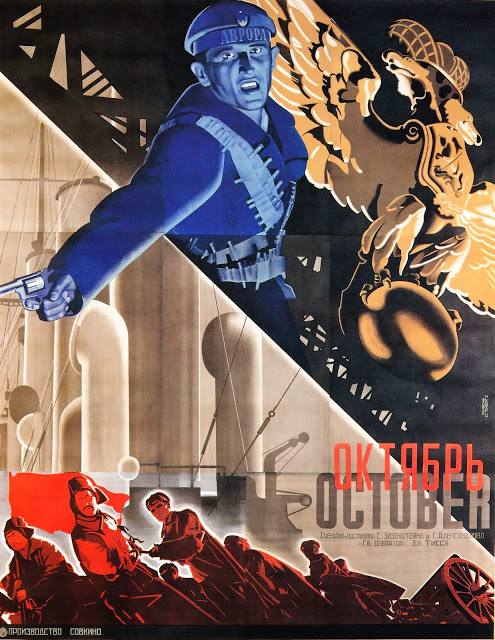 АВРОРА
ОКТЯБРЬ
OCTOBER
СЦЕНАРИЙ-ПОСТАНОВКА С. ЭЙЗЕНШТЕЙНА и Г. АЛЕКСАНДРОВА
ГЛ. ОПЕРАТОР Э.К. ТИССЭ
ПРОИЗВОДСТВО СОВКИНО